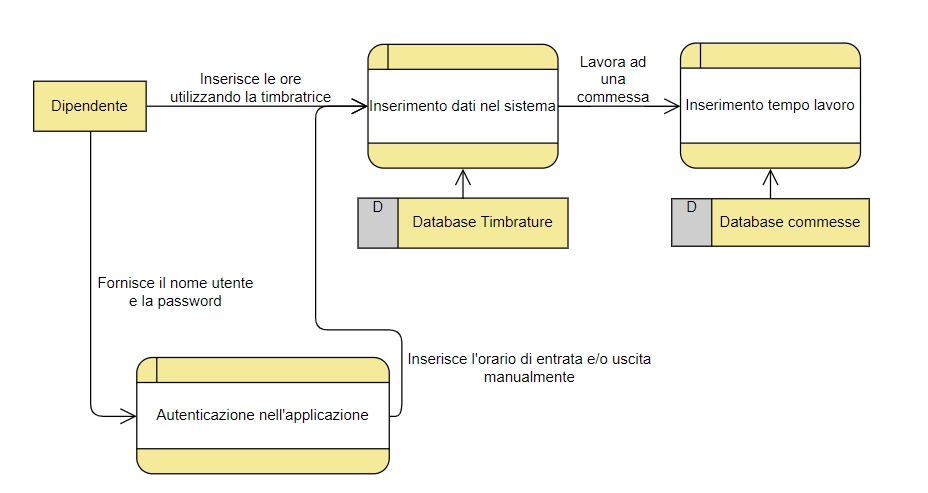 Dipendente
Inserisce le ore
utilizzando la timbratrice
Inserimento dati nel sistema
Lavora ad
una
commessa
Inserimento tempo lavoro
D
Database Timbrature
D
Database commesse
Fornisce il nome utente
e la password
Inserisce l'orario di entrata e/o uscita
manualmente
Autenticazione nell'applicazione